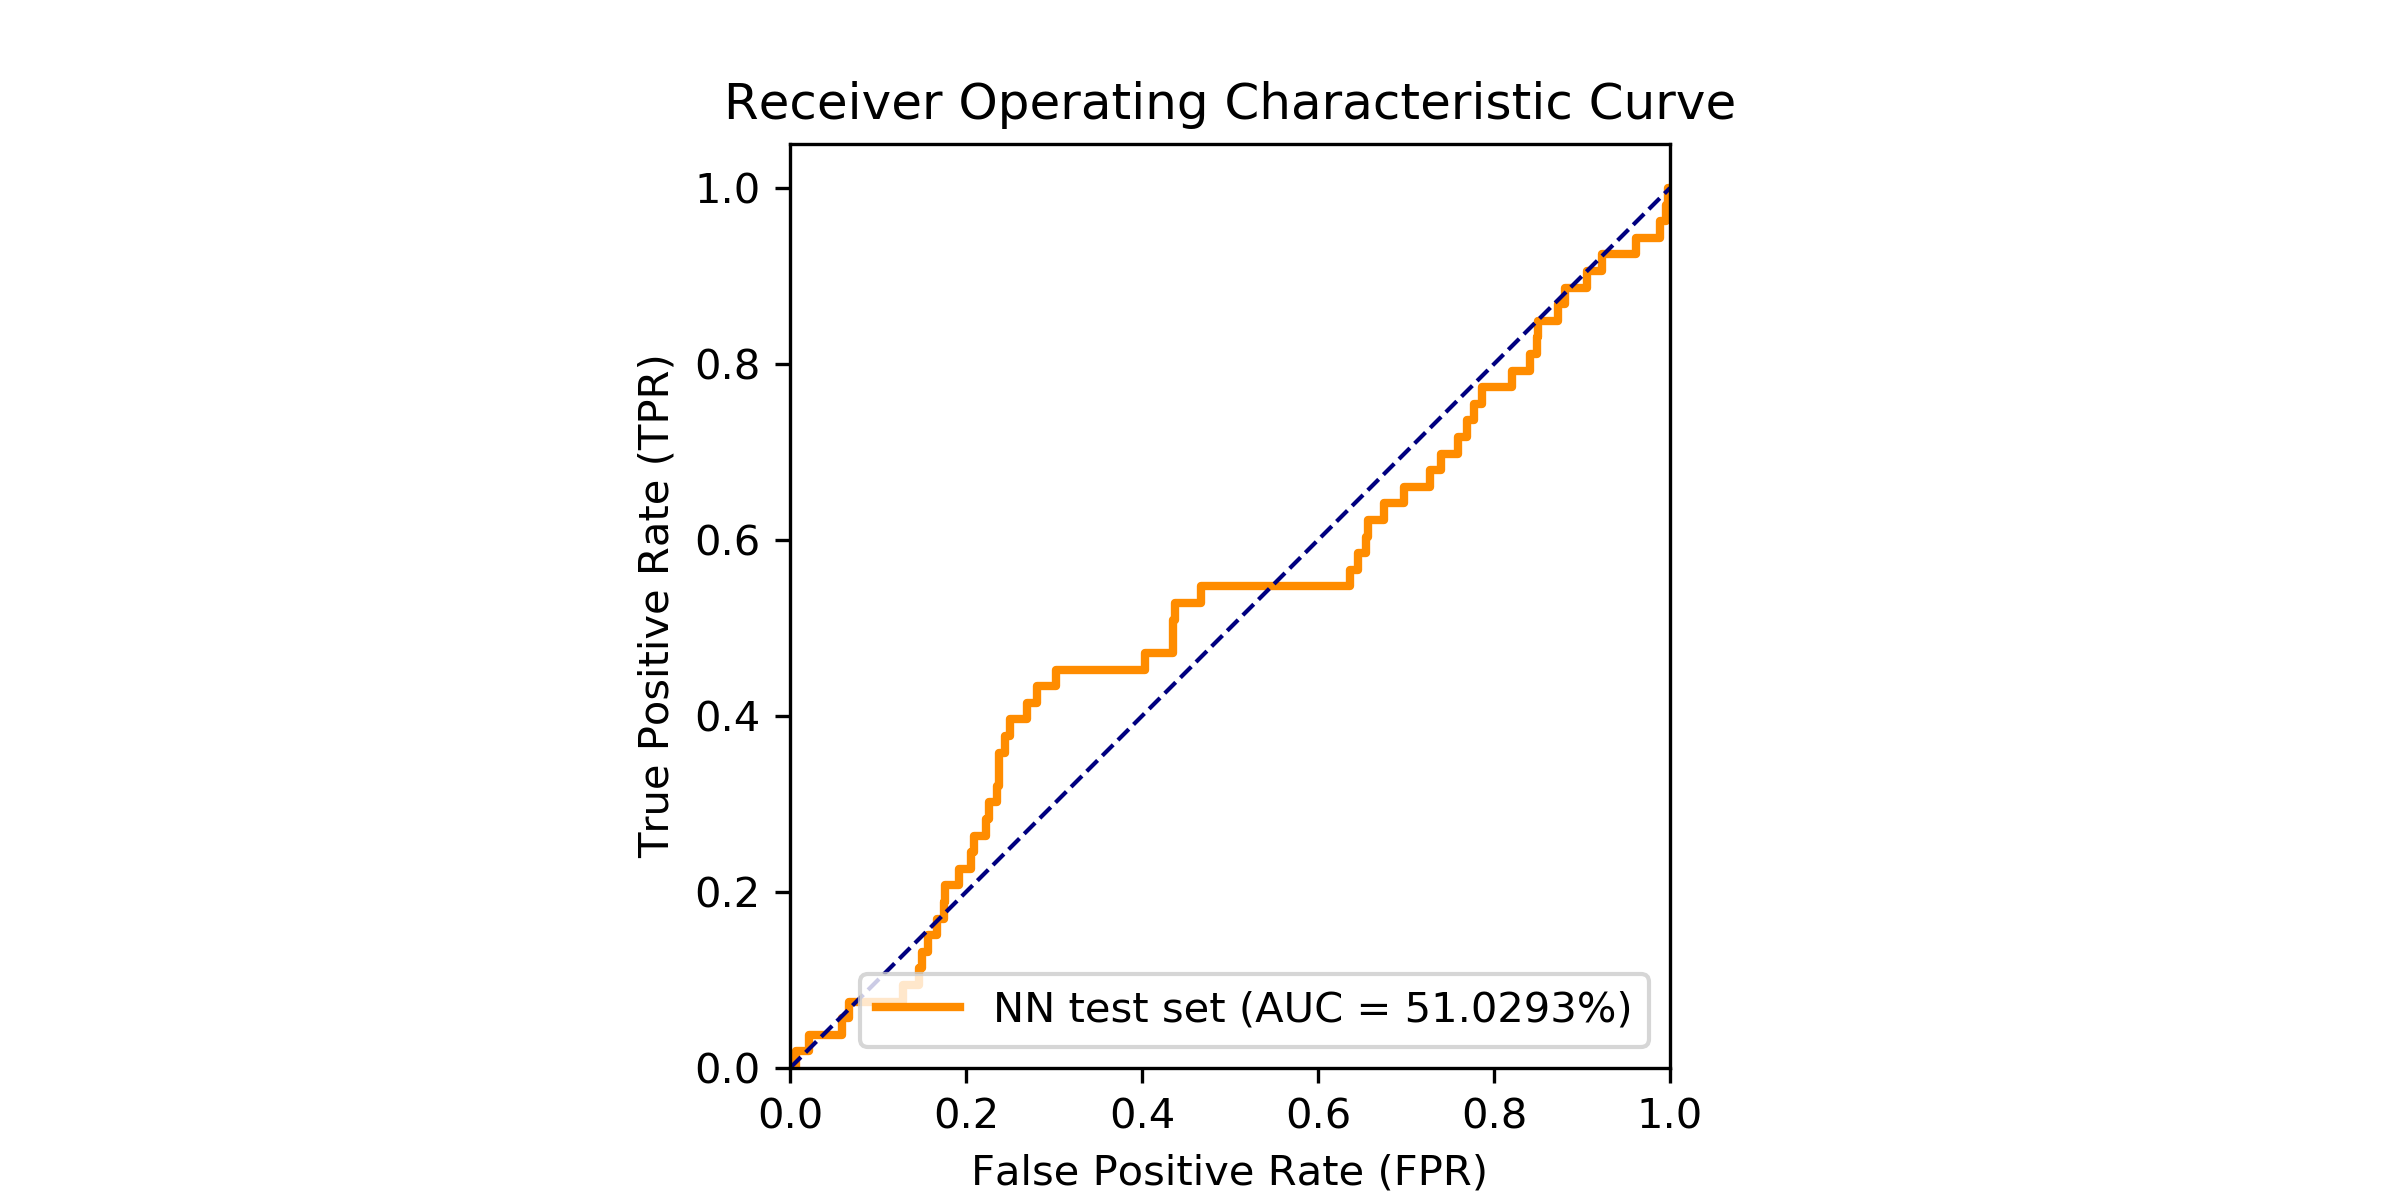 Receiver Operating Characteristic Curve
1.0
0.8
0.6
0.4
0.2
0.0
True Positive Rate (TPR)
NN test set (AUC = 51.0293%)
0.0 0.2 0.4 0.6 0.8 1.0
False Positive Rate (FPR)